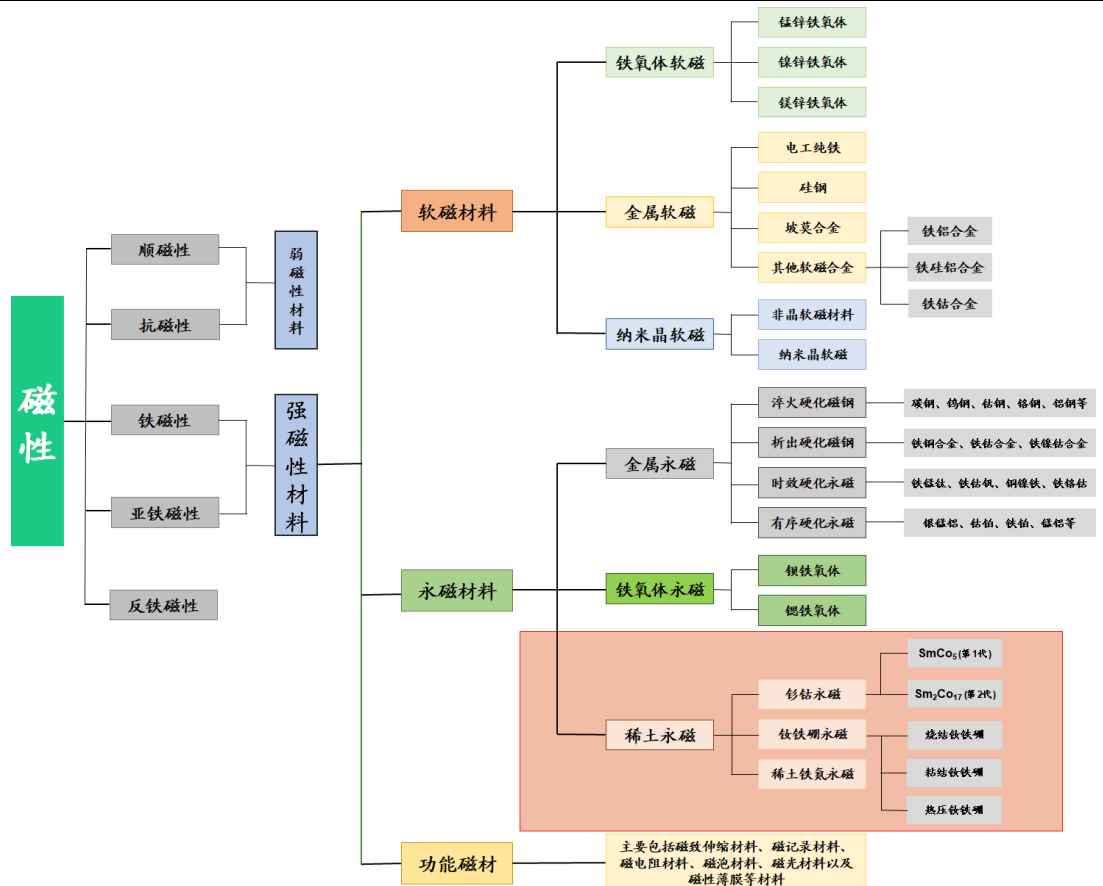 磁性
顺磁性
抗磁性
铁磁性
亚铁磁性
反铁磁性
弱磁性材料
强磁性材料
软磁材料
铁氧体软磁
锰锌铁氧体
镍锌铁氧体
镁锌铁氧体
金属软磁
电工纯铁
硅钢
坡莫合金
其他软磁合金
铁铝合金
铁硅铝合金
铁钴合金
纳米晶软磁
非晶软磁材料
纳米晶软磁
永磁材料
金属永磁
淬火硬化磁钢
碳钢、钨钢、钴钢、铬钢、铝钢等
析出硬化磁钢
铁铜合金、铁钴合金、铁镍钴合金
时效硬化永磁
铁锰钛、铁钴钒、铜镍铁、铁铬钴
有序硬化永磁
银锰铝、钴铂、铁铂、锰铝等
铁氧体永磁
钡铁氧体
锶铁氧体
稀土永磁
钐钴永磁
SmCo₅(第1代)
Sm₂Co₁₇(第2代)
钕铁硼永磁
烧结钕铁硼
粘结钕铁硼
热压钕铁硼
稀土铁氮永磁
功能磁材
主要包括磁致伸缩材料、磁记录材料、
磁电阻材料、磁泡材料、磁光材料以及
磁性薄膜等材料